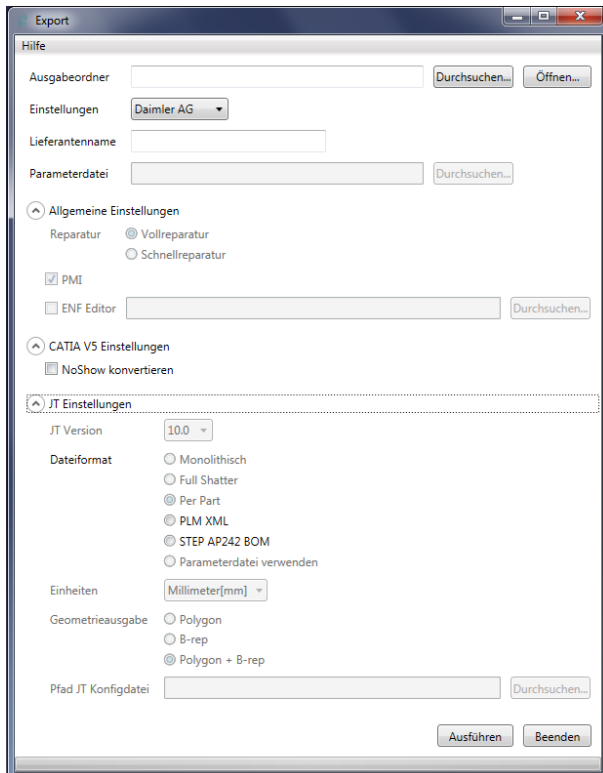 Export
Hilfe
Ausgabeordner Durchsuchen... Öffnen...
Einstellungen Daimler AG
Lieferantenname
Parameterdatei Durchsuchen...
Allgemeine Einstellungen
Reparatur Vollreparatur
Schnellreparatur
PMI
ENF Editor Durchsuchen...
CATIA V5 Einstellungen
NoShow konvertieren
JT Einstellungen
JT Version 10.0
Dateiformat Monolithisch
Full Shatter
Per Part
PLM XML
STEP AP242 BOM
Parameterdatei verwenden
Einheiten Millimeter[mm]
Geometrieausgabe Polygon
B-rep
Polygon + B-rep
Pfad JT Konfigdatei Durchsuchen...
Ausführen Beenden